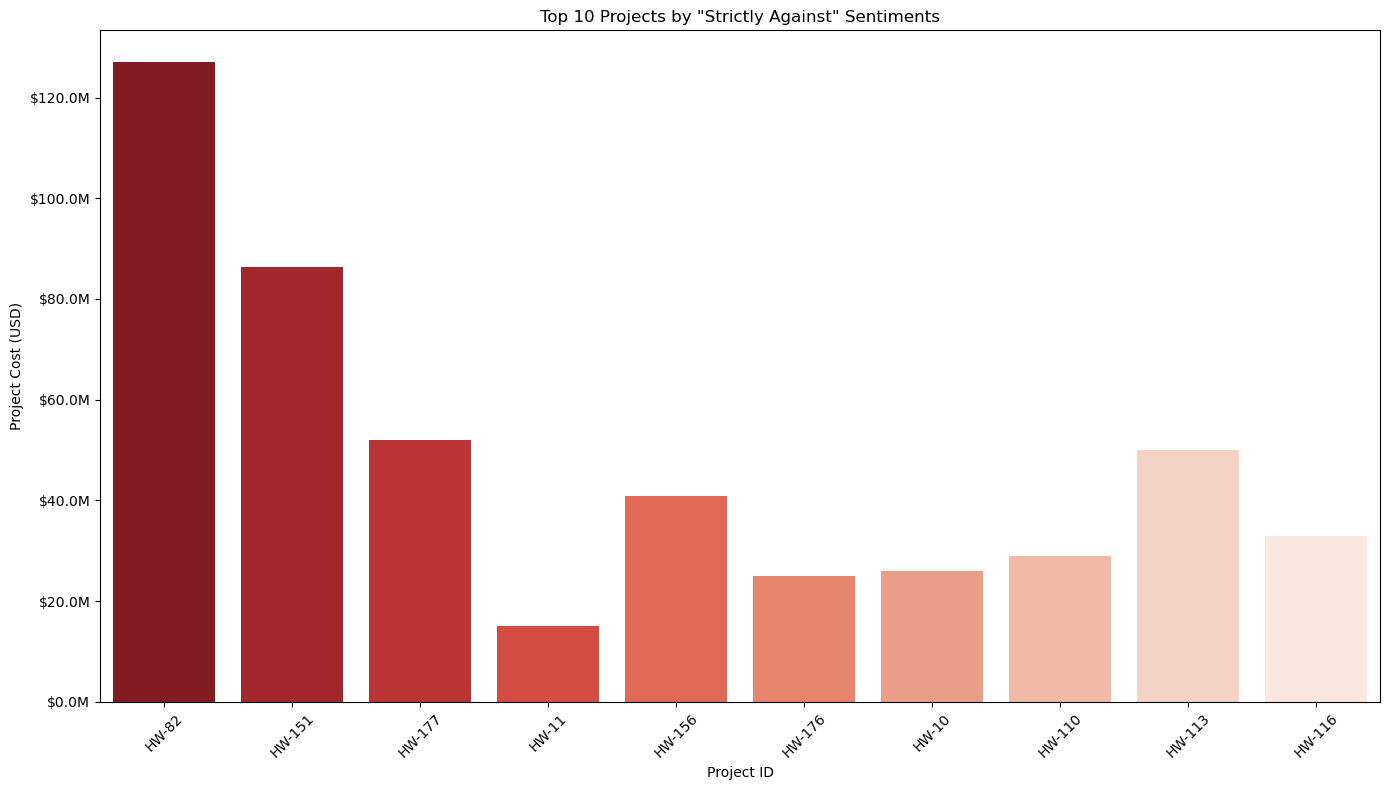 Top 10 Projects by "Strictly Against" Sentiments
Project Cost (USD)
$120.0M
$100.0M
$80.0M
$60.0M
$40.0M
$20.0M
$0.0M
HW-82
HW-151
HW-177
HW-11
HW-156
HW-176
HW-10
HW-110
HW-113
HW-116
Project ID